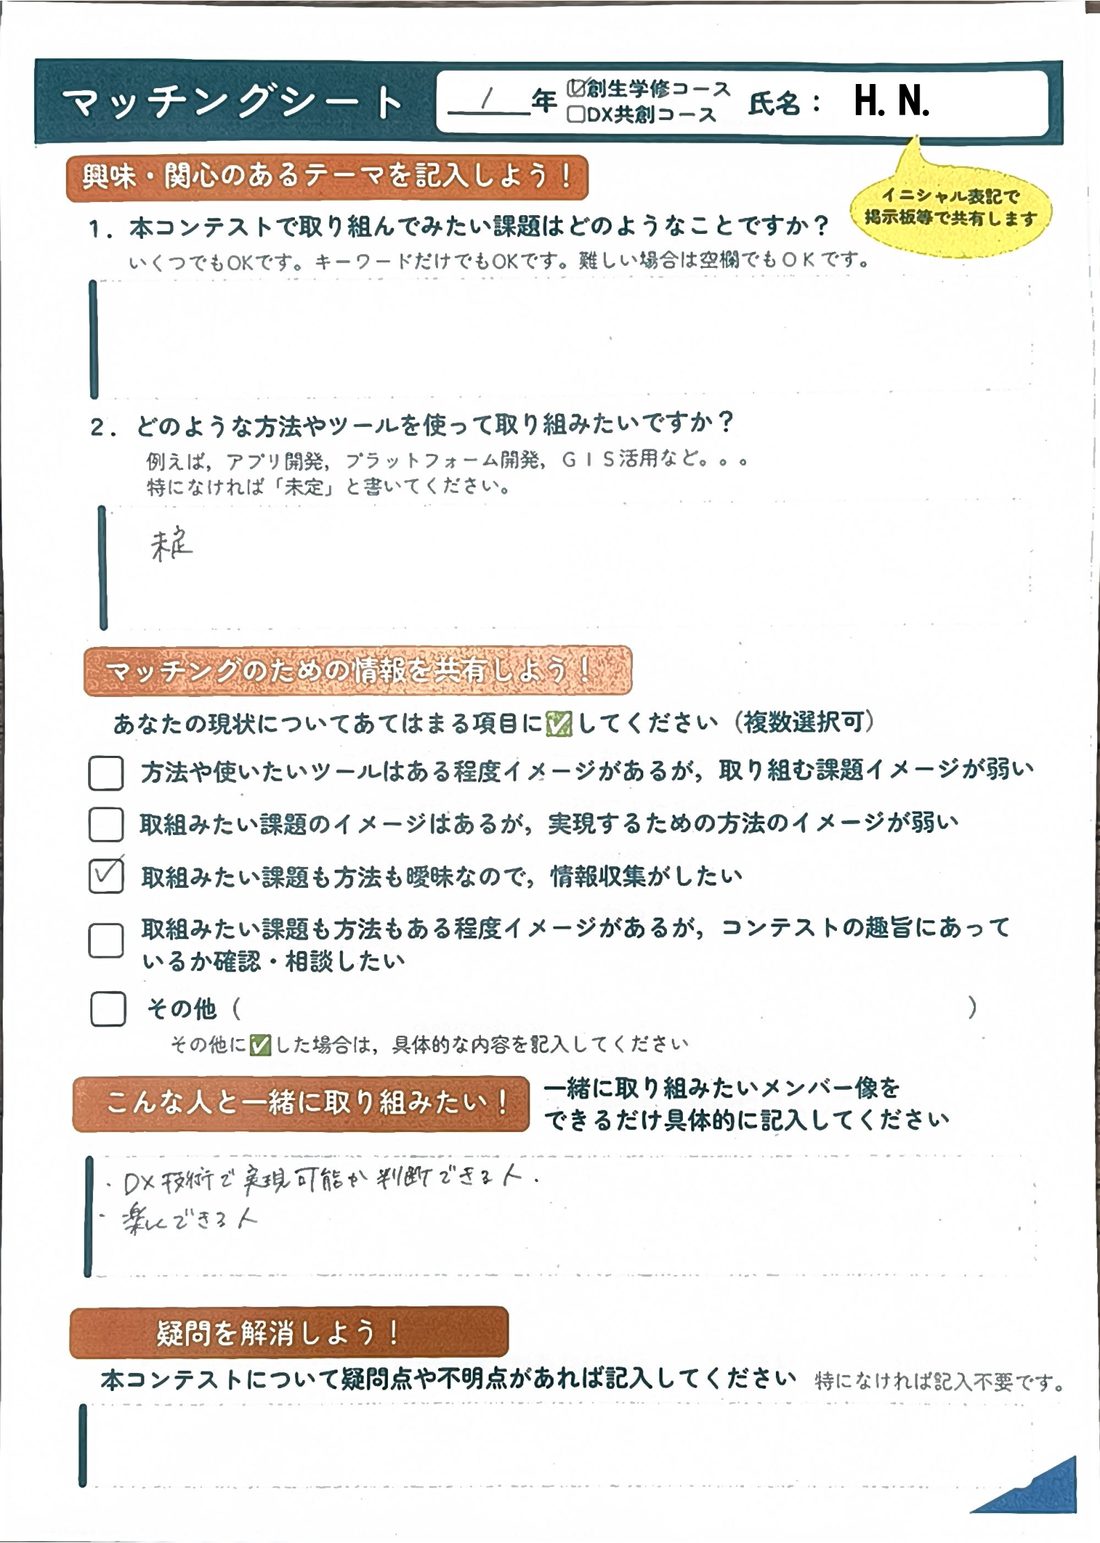 マッチングシート 1年 ☑創生学修コース 氏名： H. N.
□DX共創コース
イニシャル表記で
掲示板等で共有します
興味・関心のあるテーマを記入しよう！
1．本コンテストで取り組んでみたい課題はどのようなことですか？
いくつでもOKです。キーワードだけでもOKです。難しい場合は空欄でもＯＫです。
2．どのような方法やツールを使って取り組みたいですか？
例えば，アプリ開発，プラットフォーム開発，ＧＩＳ活用など。。。
特になければ「未定」と書いてください。
未定
マッチングのための情報を共有しよう！
あなたの現状についてあてはまる項目に✅してください（複数選択可）
□ 方法や使いたいツールはある程度イメージがあるが，取り組む課題イメージが弱い
□ 取組みたい課題のイメージはあるが，実現するための方法のイメージが弱い
☑ 取組みたい課題も方法も曖昧なので，情報収集がしたい
□ 取組みたい課題も方法もある程度イメージがあるが，コンテストの趣旨にあって
いるか確認・相談したい
□ その他（ ）
その他に✅した場合は，具体的な内容を記入してください
こんな人と一緒に取り組みたい！
一緒に取り組みたいメンバー像を
できるだけ具体的に記入してください
・DX技術で実現可能か判断できる人．
・楽しくできる人
疑問を解消しよう！
本コンテストについて疑問点や不明点があれば記入してください 特になければ記入不要です。